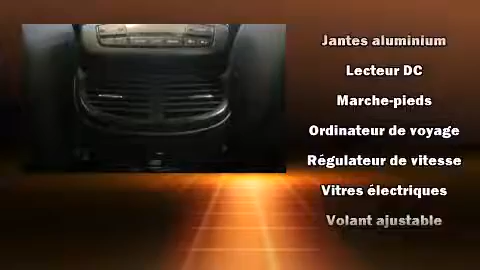 Jantes aluminium
Lecteur DC
Marche-pieds
Ordinateur de voyage
Régulateur de vitesse
Vitres électriques
Volant ajustable